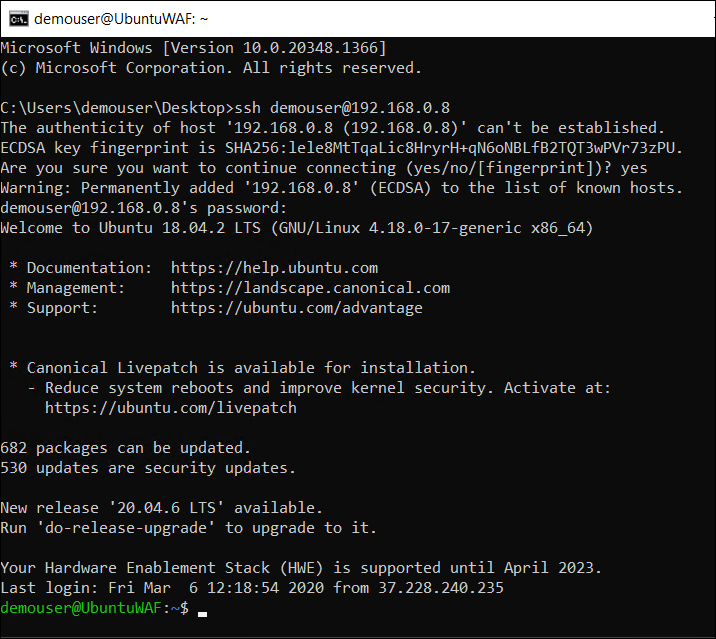 demouser@UbuntuWAF: ~
Microsoft Windows [Version 10.0.20348.1366]
(c) Microsoft Corporation. All rights reserved.
C:\Users\demouser\Desktop>ssh demouser@192.168.0.8
The authenticity of host '192.168.0.8 (192.168.0.8)' can't be established.
ECDSA key fingerprint is SHA256:lele8MtTqaLic8HryrH+qN6oNBLfB2TQT3wPVr73zPU.
Are you sure you want to continue connecting (yes/no/[fingerprint])? yes
Warning: Permanently added '192.168.0.8' (ECDSA) to the list of known hosts.
demouser@192.168.0.8's password:
Welcome to Ubuntu 18.04.2 LTS (GNU/Linux 4.18.0-17-generic x86_64)
* Documentation:  https://help.ubuntu.com
* Management:     https://landscape.canonical.com
* Support:        https://ubuntu.com/advantage
* Canonical Livepatch is available for installation.
- Reduce system reboots and improve kernel security. Activate at:
https://ubuntu.com/livepatch
682 packages can be updated.
530 updates are security updates.
New release '20.04.6 LTS' available.
Run 'do-release-upgrade' to upgrade to it.
Your Hardware Enablement Stack (HWE) is supported until April 2023.
Last login: Fri Mar  6 12:18:54 2020 from 37.228.240.235
demouser@UbuntuWAF:~$